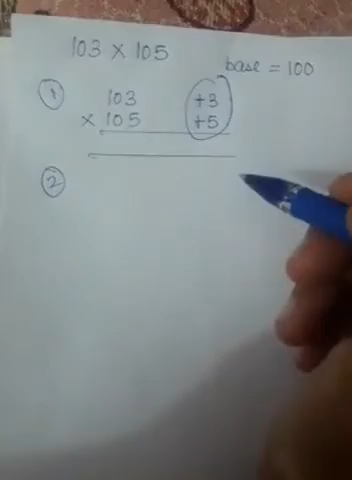 103 × 105
base = 100
① 103 +3
× 105 +5
②